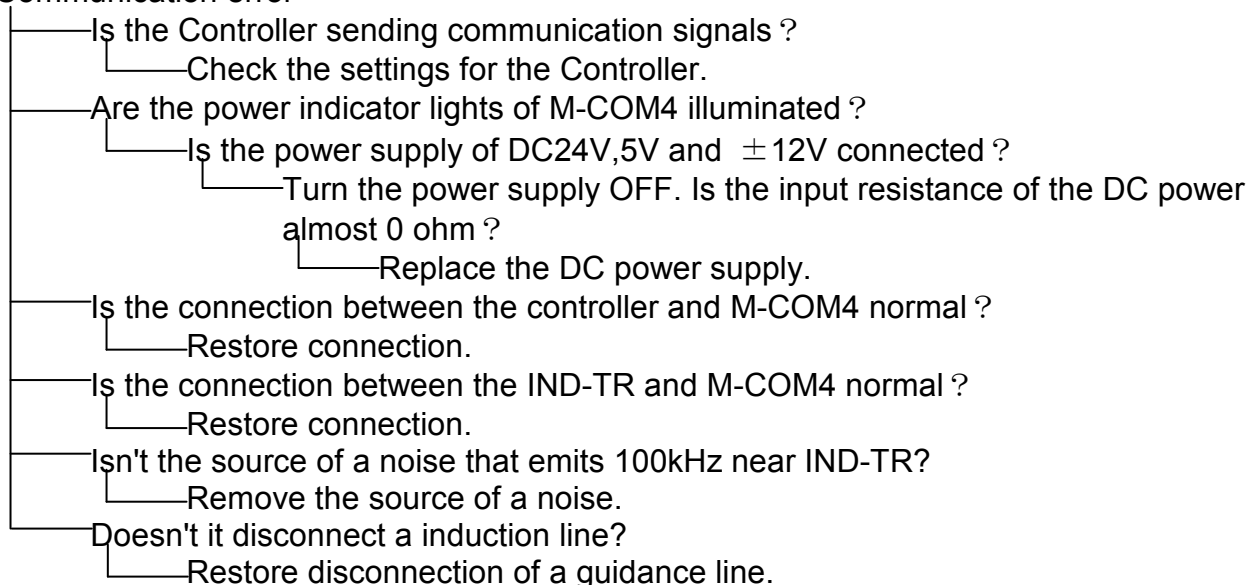 Communication error
Is the Controller sending communication signals？
Check the settings for the Controller.
Are the power indicator lights of M-COM4 illuminated？
Is the power supply of DC24V,5V and ±12V connected？
Turn the power supply OFF. Is the input resistance of the DC power
almost 0 ohm？
Replace the DC power supply.
Is the connection between the controller and M-COM4 normal？
Restore connection.
Is the connection between the IND-TR and M-COM4 normal？
Restore connection.
Isn't the source of a noise that emits 100kHz near IND-TR?
Remove the source of a noise.
Doesn't it disconnect a induction line?
Restore disconnection of a guidance line.